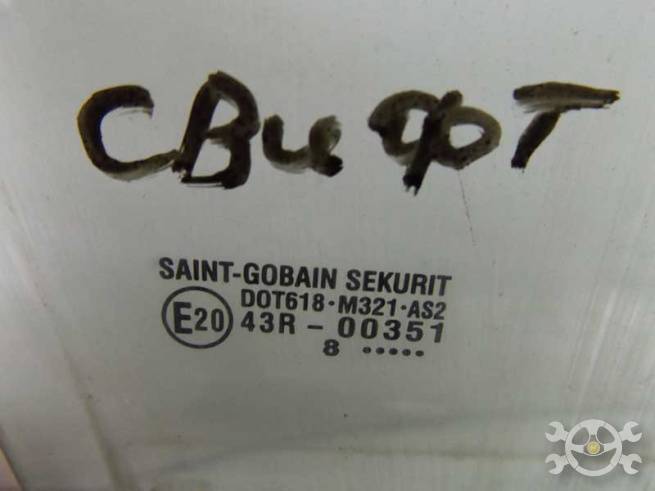 СВифТ
SAINT-GOBAIN SEKURIT
DOT618·M321·AS2
E20 43R - 00351
8 •••••